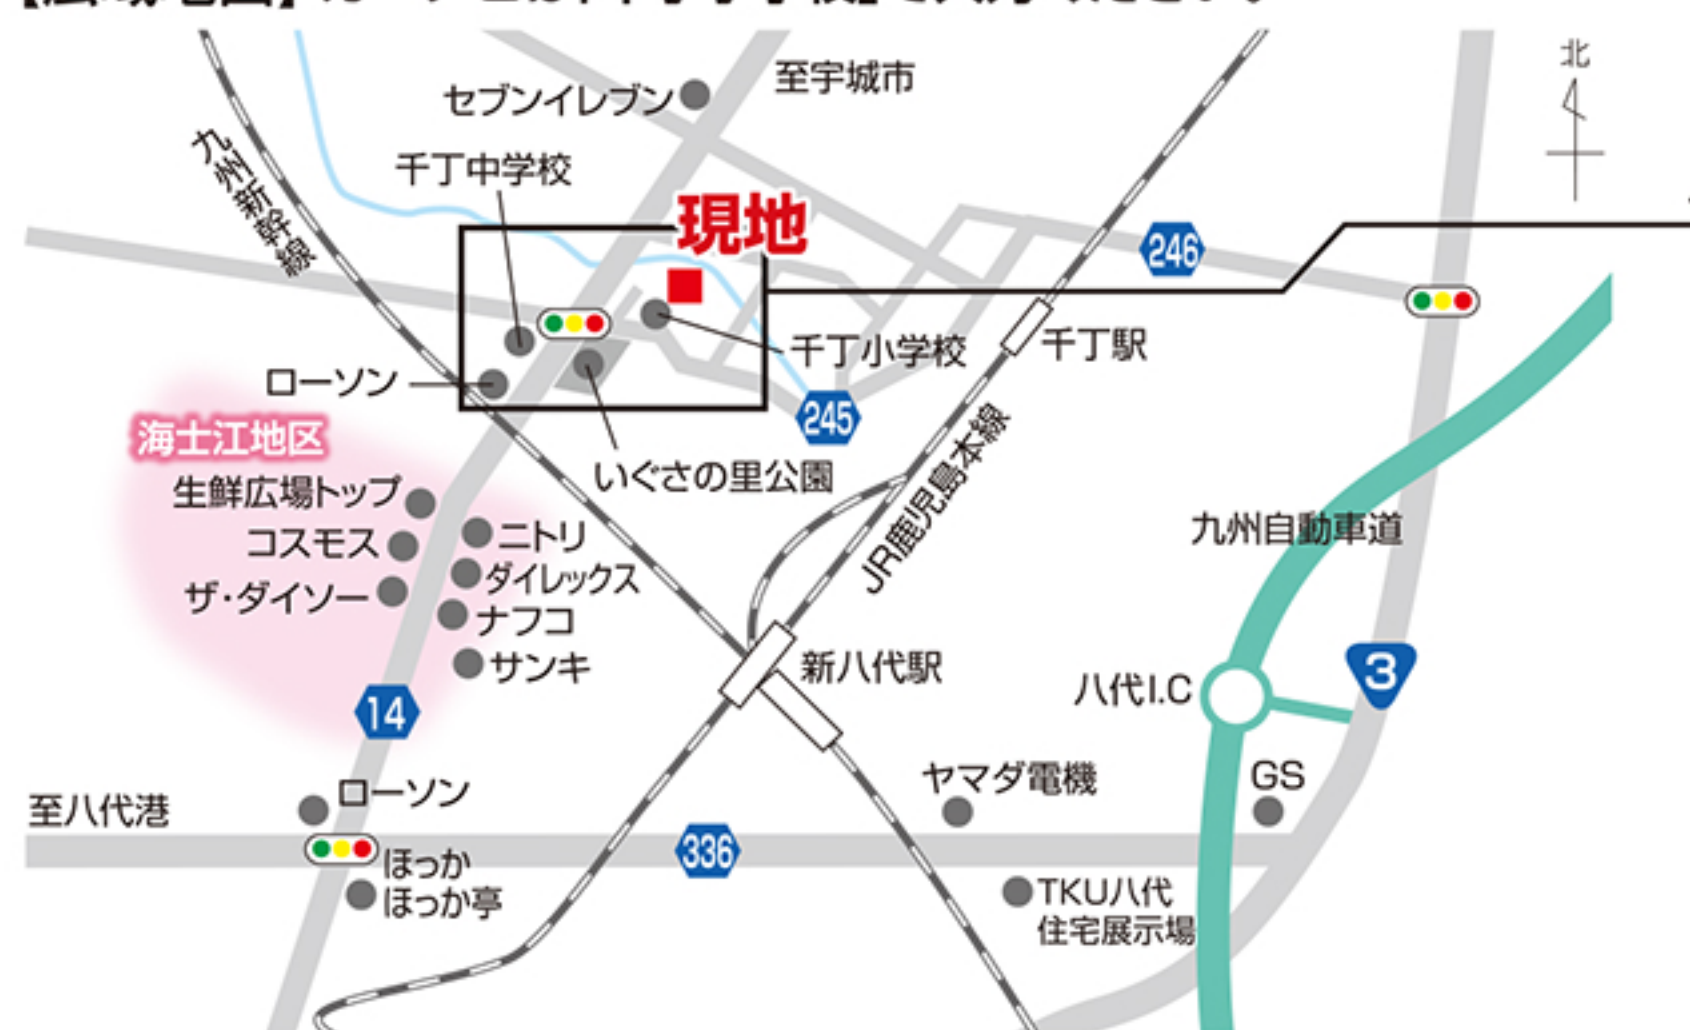 至宇城市
北
セブンイレブン
九州新幹線
千丁中学校
現地
246
千丁小学校
千丁駅
ローソン
245
海士江地区
いぐさの里公園
JR鹿児島本線
生鮮広場トップ
コスモス
ニトリ
九州自動車道
ザ・ダイソー
ダイレックス
ナフコ
サンキ
新八代駅
八代I.C
3
14
ヤマダ電機
GS
至八代港
ローソン
336
ほっか
ほっか亭
TKU八代
住宅展示場